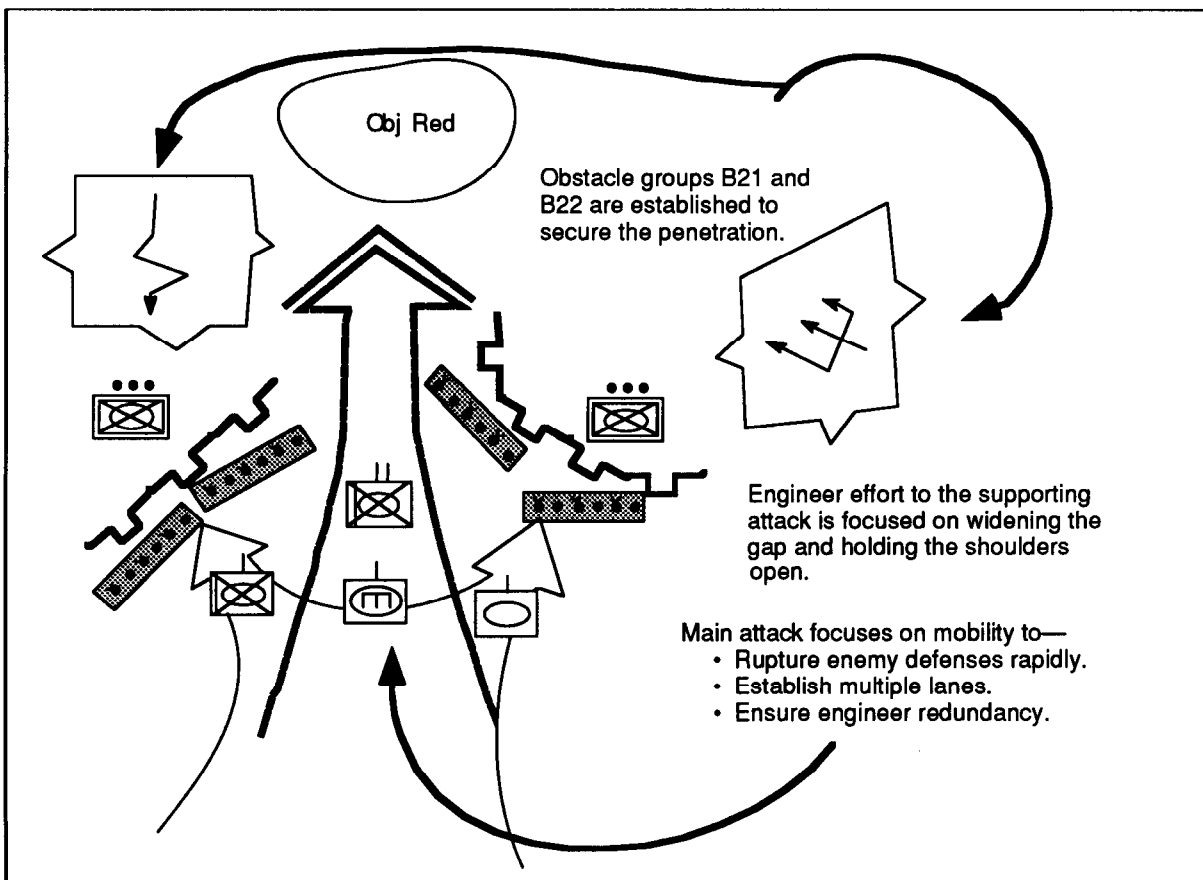 Obj Red
Obstacle groups B21 and
B22 are established to
secure the penetration.
Engineer effort to the supporting
attack is focused on widening the
gap and holding the shoulders
open.
Main attack focuses on mobility to—
• Rupture enemy defenses rapidly.
• Establish multiple lanes.
• Ensure engineer redundancy.